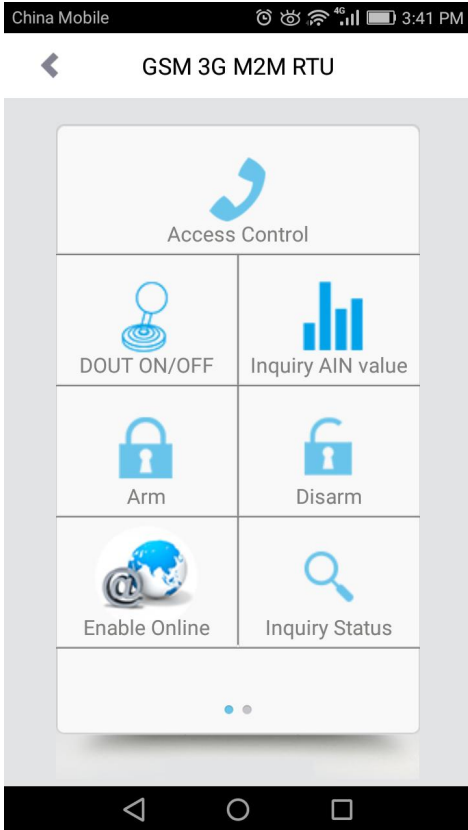 China Mobile 4G 3:41 PM
GSM 3G M2M RTU
Access Control
DOUT ON/OFF Inquiry AIN value
Arm Disarm
@
Enable Online Inquiry Status